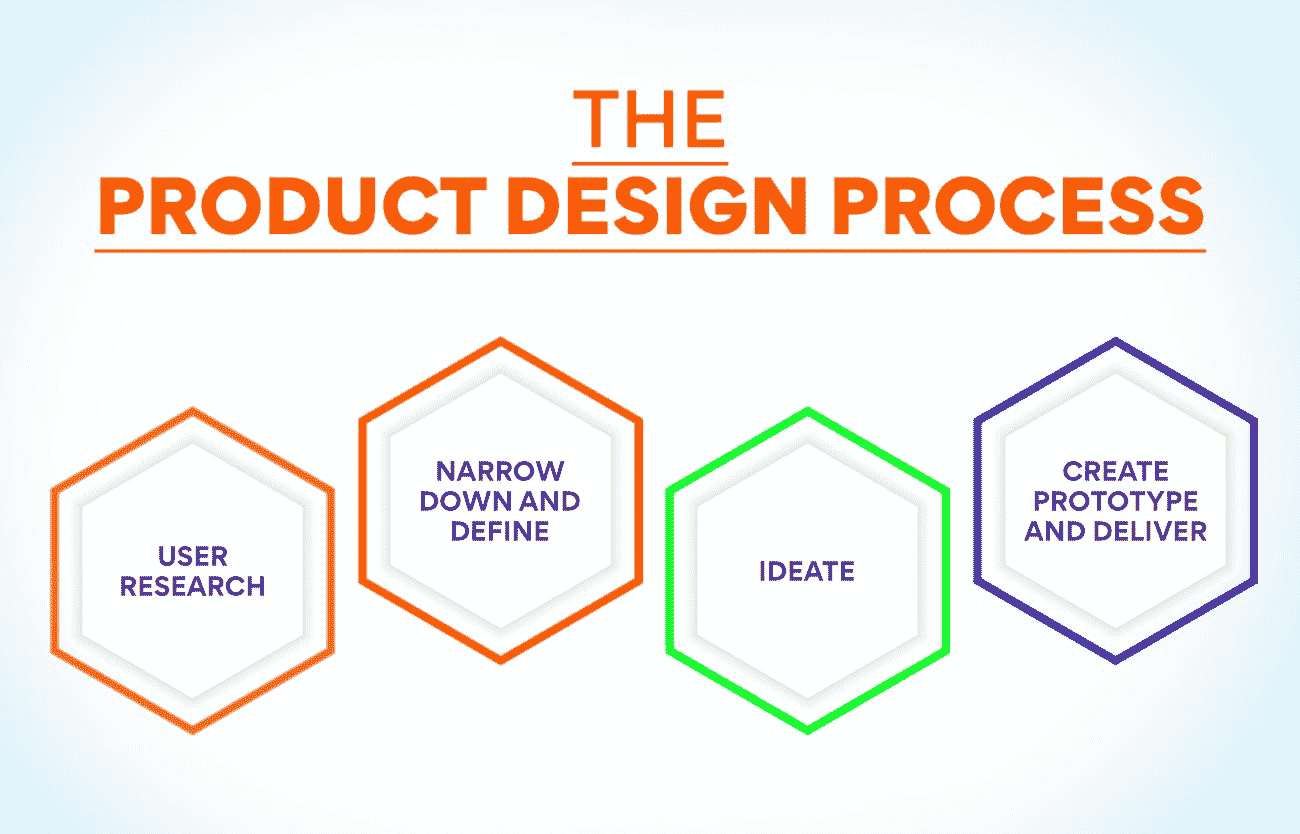 THE
PRODUCT DESIGN PROCESS
USER
RESEARCH
NARROW
DOWN AND
DEFINE
IDEATE
CREATE
PROTOTYPE
AND DELIVER